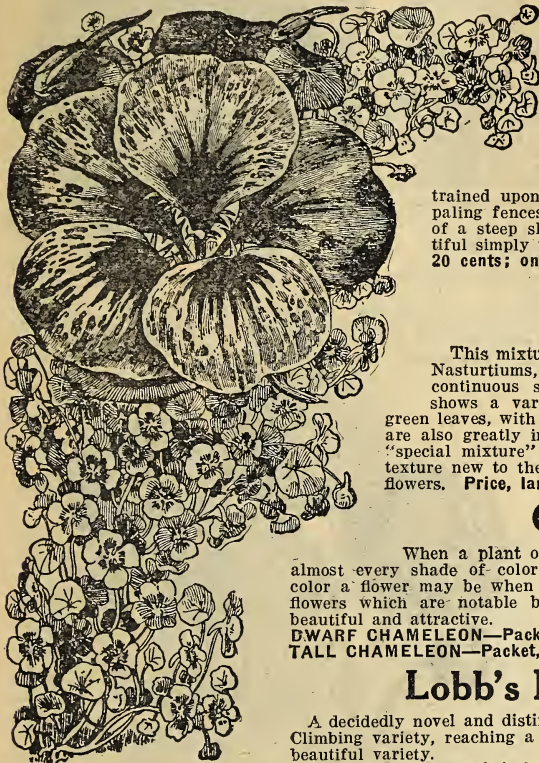 trained upon
paling fences
of a steep sl
tiful simply
20 cents; on
This mixtu
Nasturtiums,
continuous s
shows a var
green leaves, with
are also greatly in
"special mixture"
texture new to the
flowers. Price, lar
When a plant o
almost every shade of color
color a flower may be when
flowers which are notable b
beautiful and attractive.
DWARF CHAMELEON—Pack
TALL CHAMELEON—Packet,
Lobb's
A decidedly novel and disti
Climbing variety, reaching a
beautiful variety.